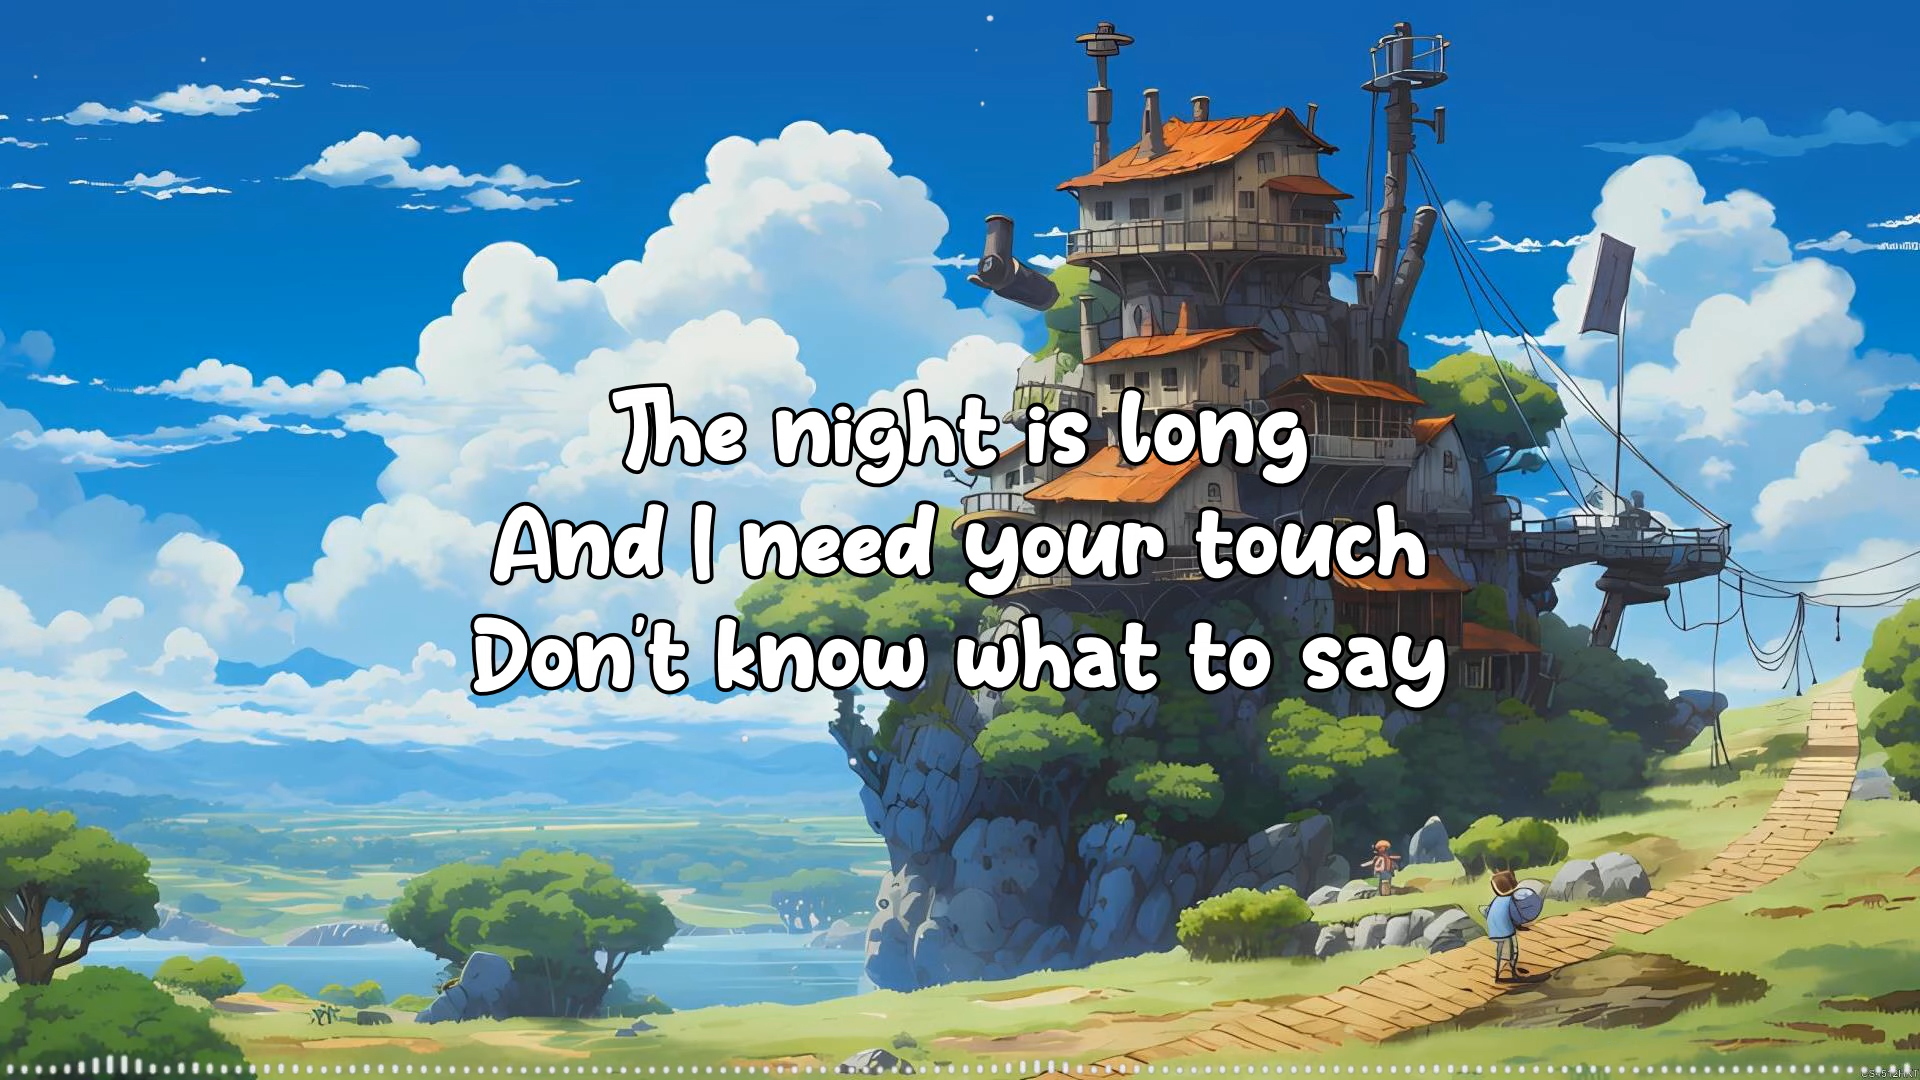 The night is long
And I need your touch
Don't know what to say